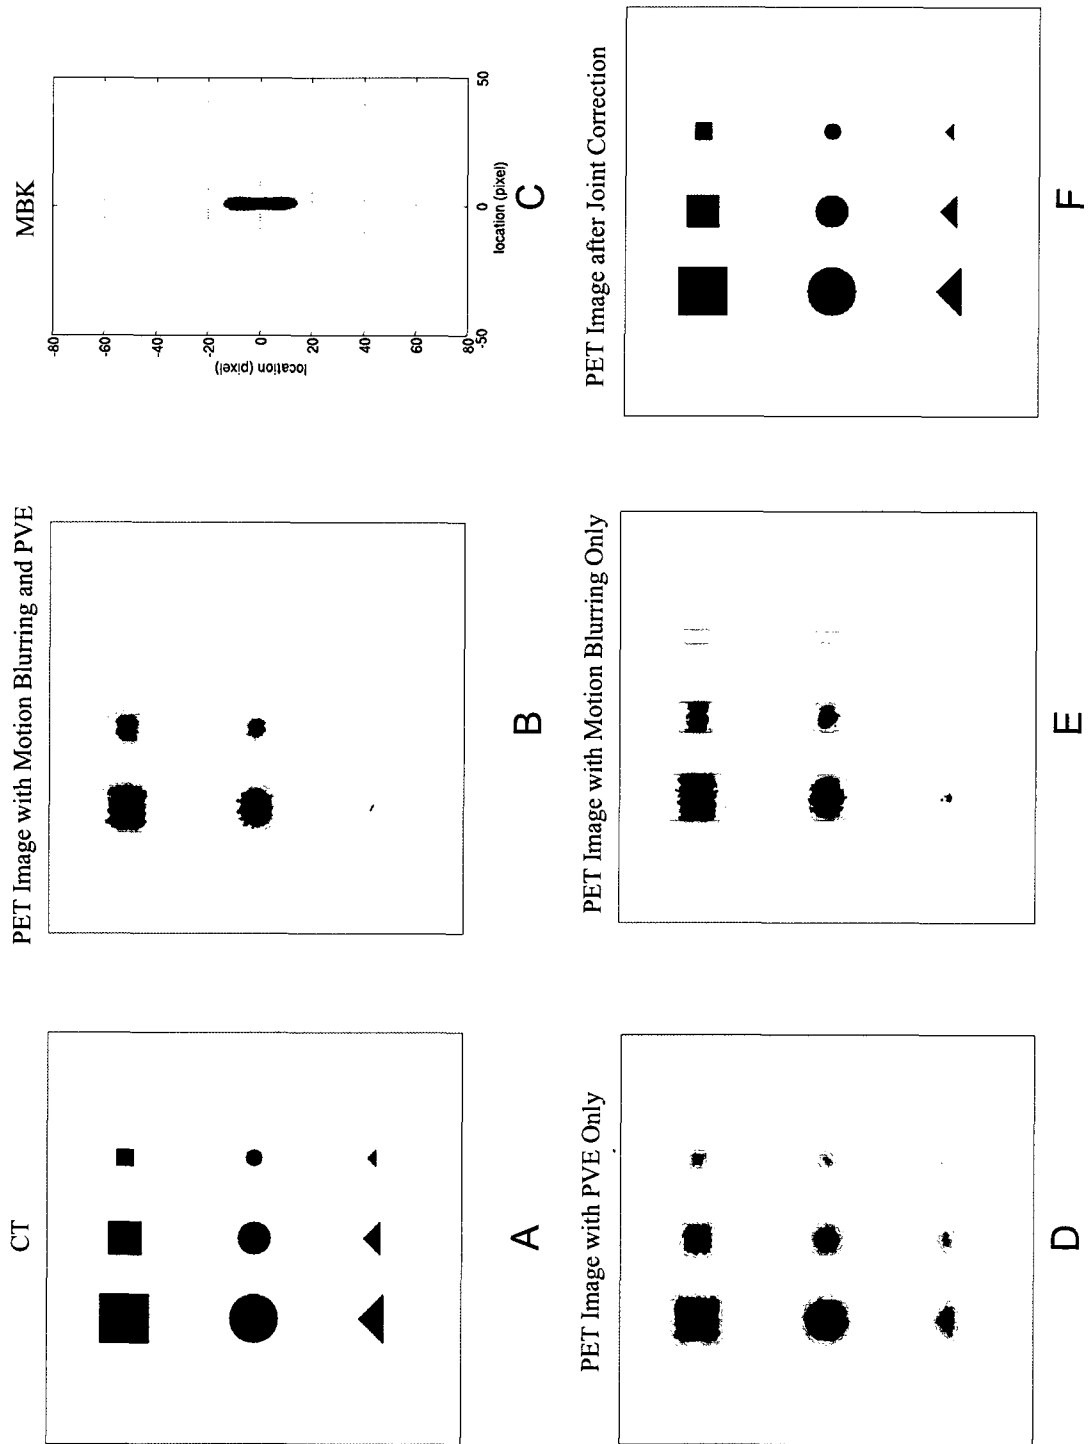 CT
PET Image with Motion Blurring and PVE
MBK
-80
-60
-40
-20
0
20
40
60
80
location (pixel)
-50
0
50
location (pixel)
A
B
C
PET Image with PVE Only
PET Image with Motion Blurring Only
PET Image after Joint Correction
D
E
F